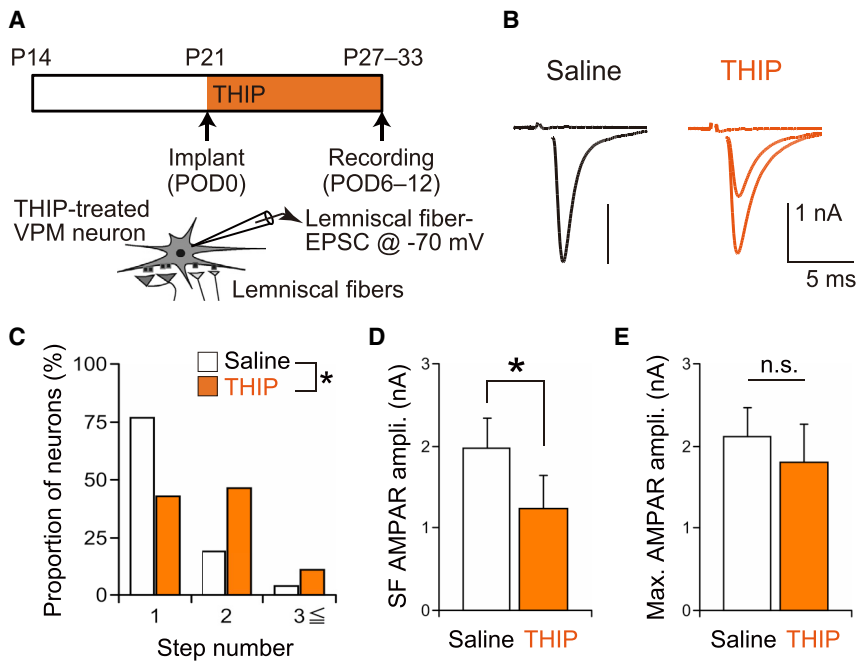 A
P14 P21 P27–33
THIP
Implant
(POD0)
Recording
(POD6–12)
THIP-treated
VPM neuron
Lemniscal fiber-
EPSC @ -70 mV
Lemniscal fibers
B
Saline THIP
1 nA
5 ms
C
Proportion of neurons (%)
100
75
50
25
0
Saline
THIP
*
1 2 3≦
Step number
D
SF AMPAR ampli. (nA)
3
2
1
0
*
Saline THIP
E
Max. AMPAR ampli. (nA)
3
2
1
0
n.s.
Saline THIP